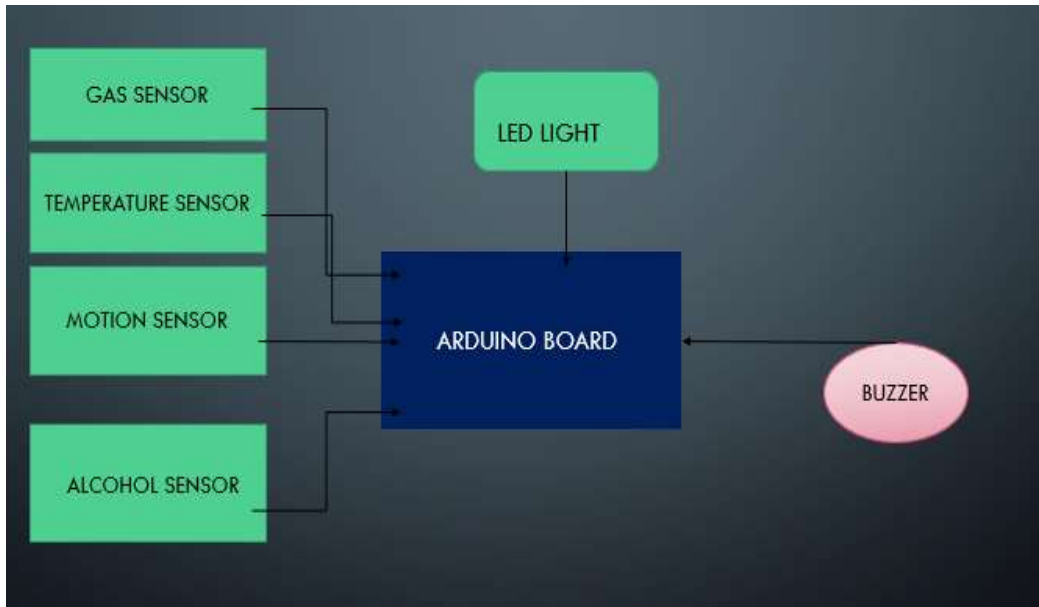 GAS SENSOR
LED LIGHT
TEMPERATURE SENSOR
MOTION SENSOR
ARDUINO BOARD
BUZZER
ALCOHOL SENSOR